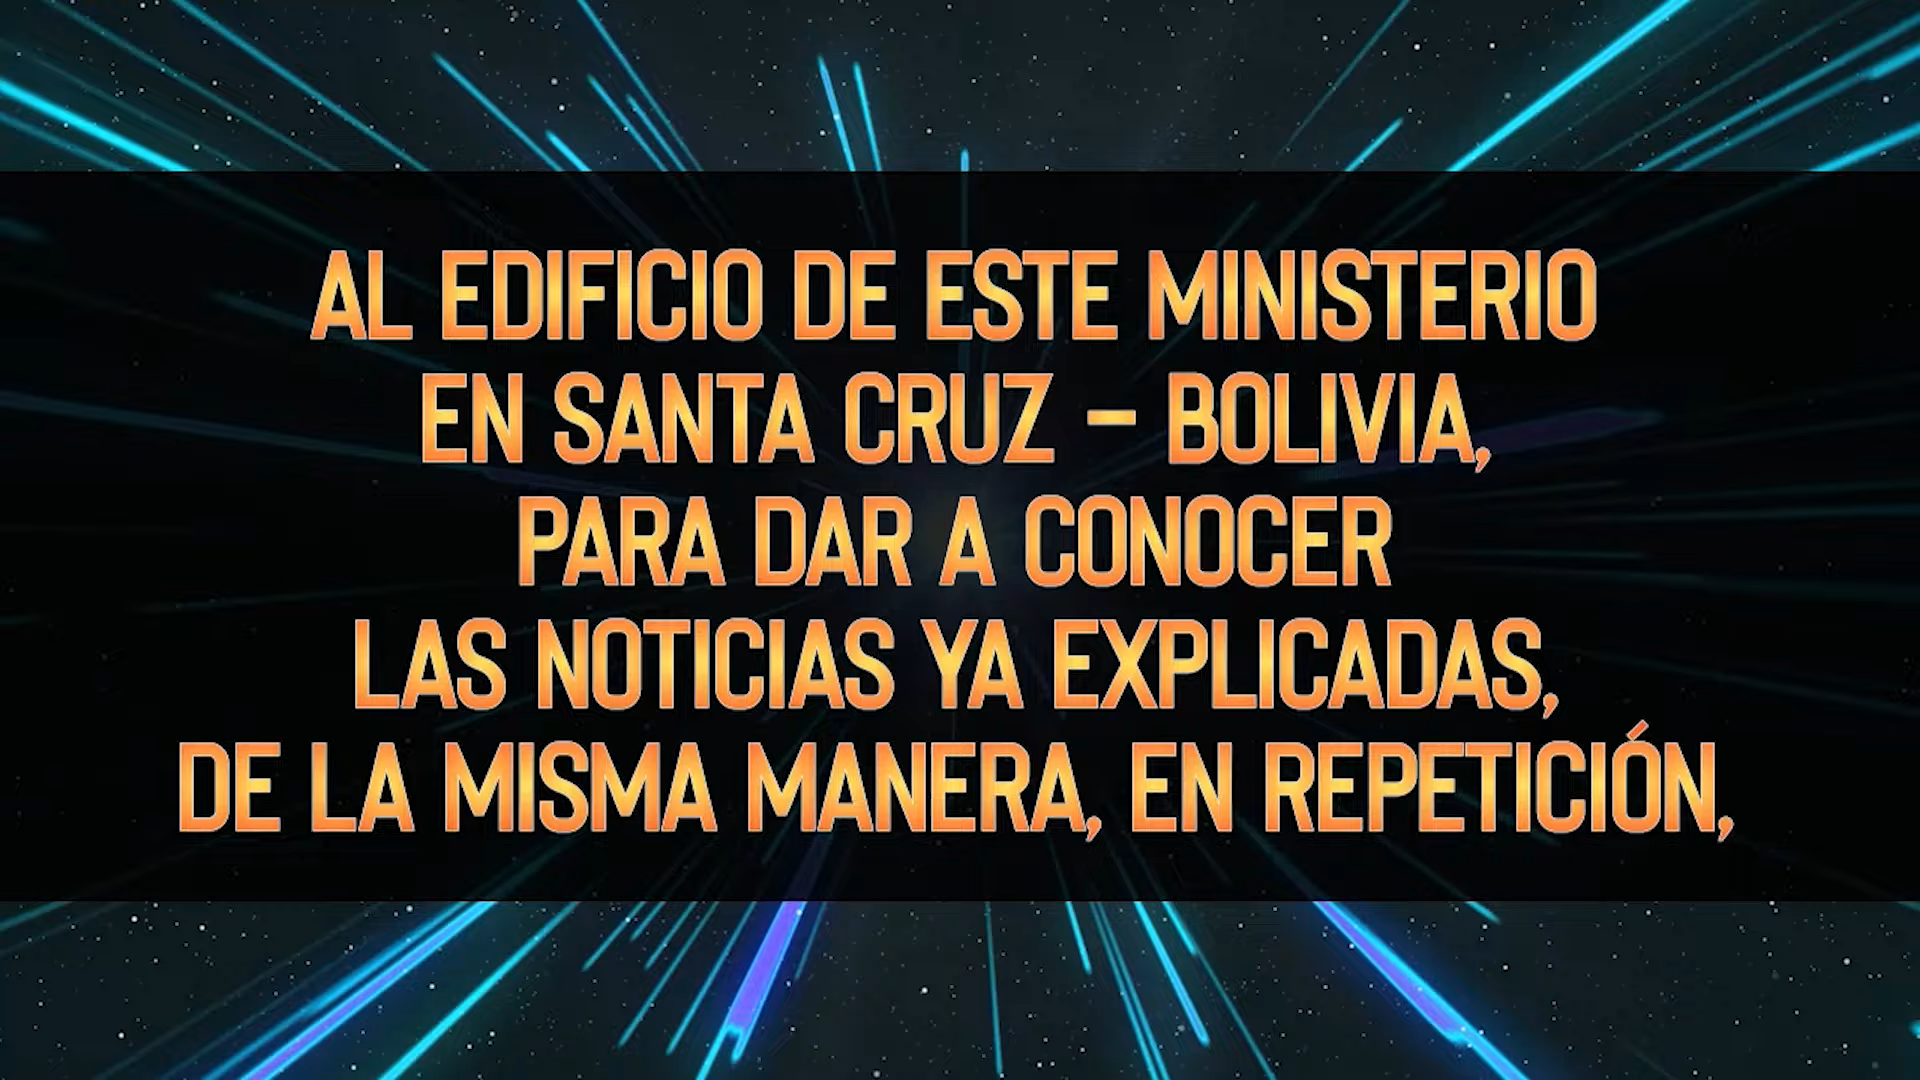 AL EDIFICIO DE ESTE MINISTERIO
EN SANTA CRUZ - BOLIVIA,
PARA DAR A CONOCER
LAS NOTICIAS YA EXPLICADAS,
DE LA MISMA MANERA, EN REPETICIÓN,